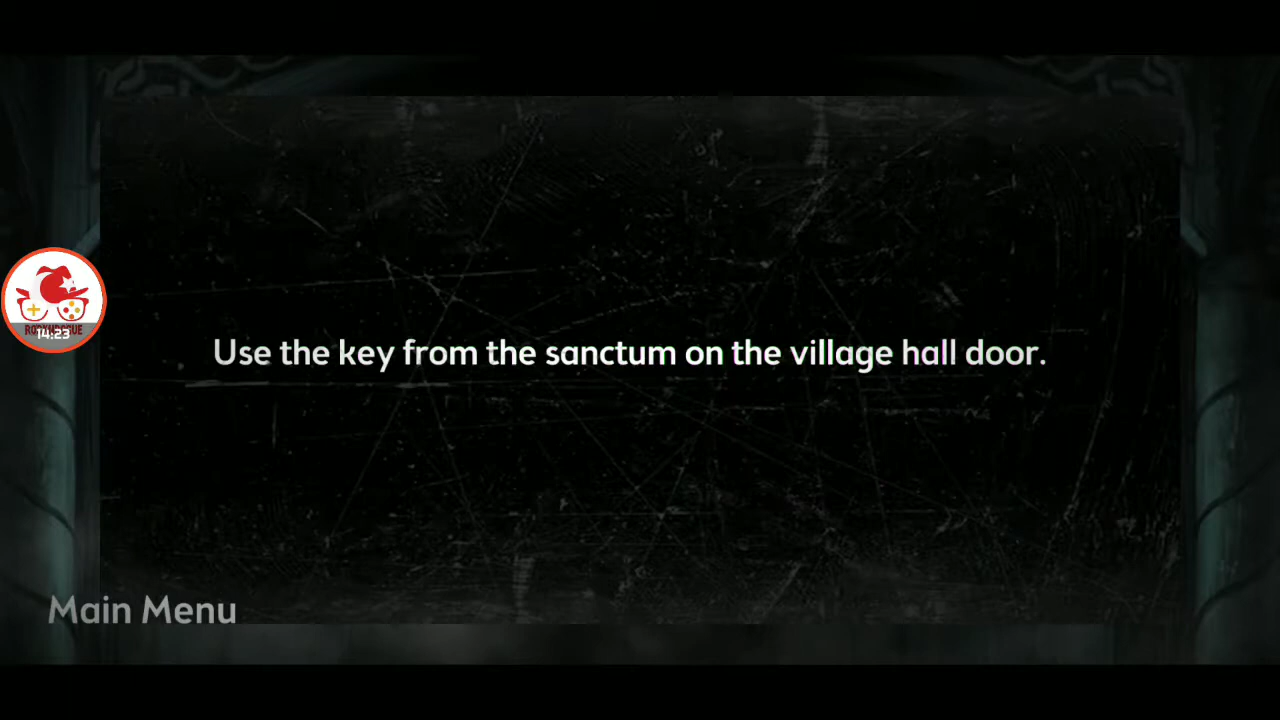 Use the key from the sanctum on the village hall door.
14:23
Main Menu